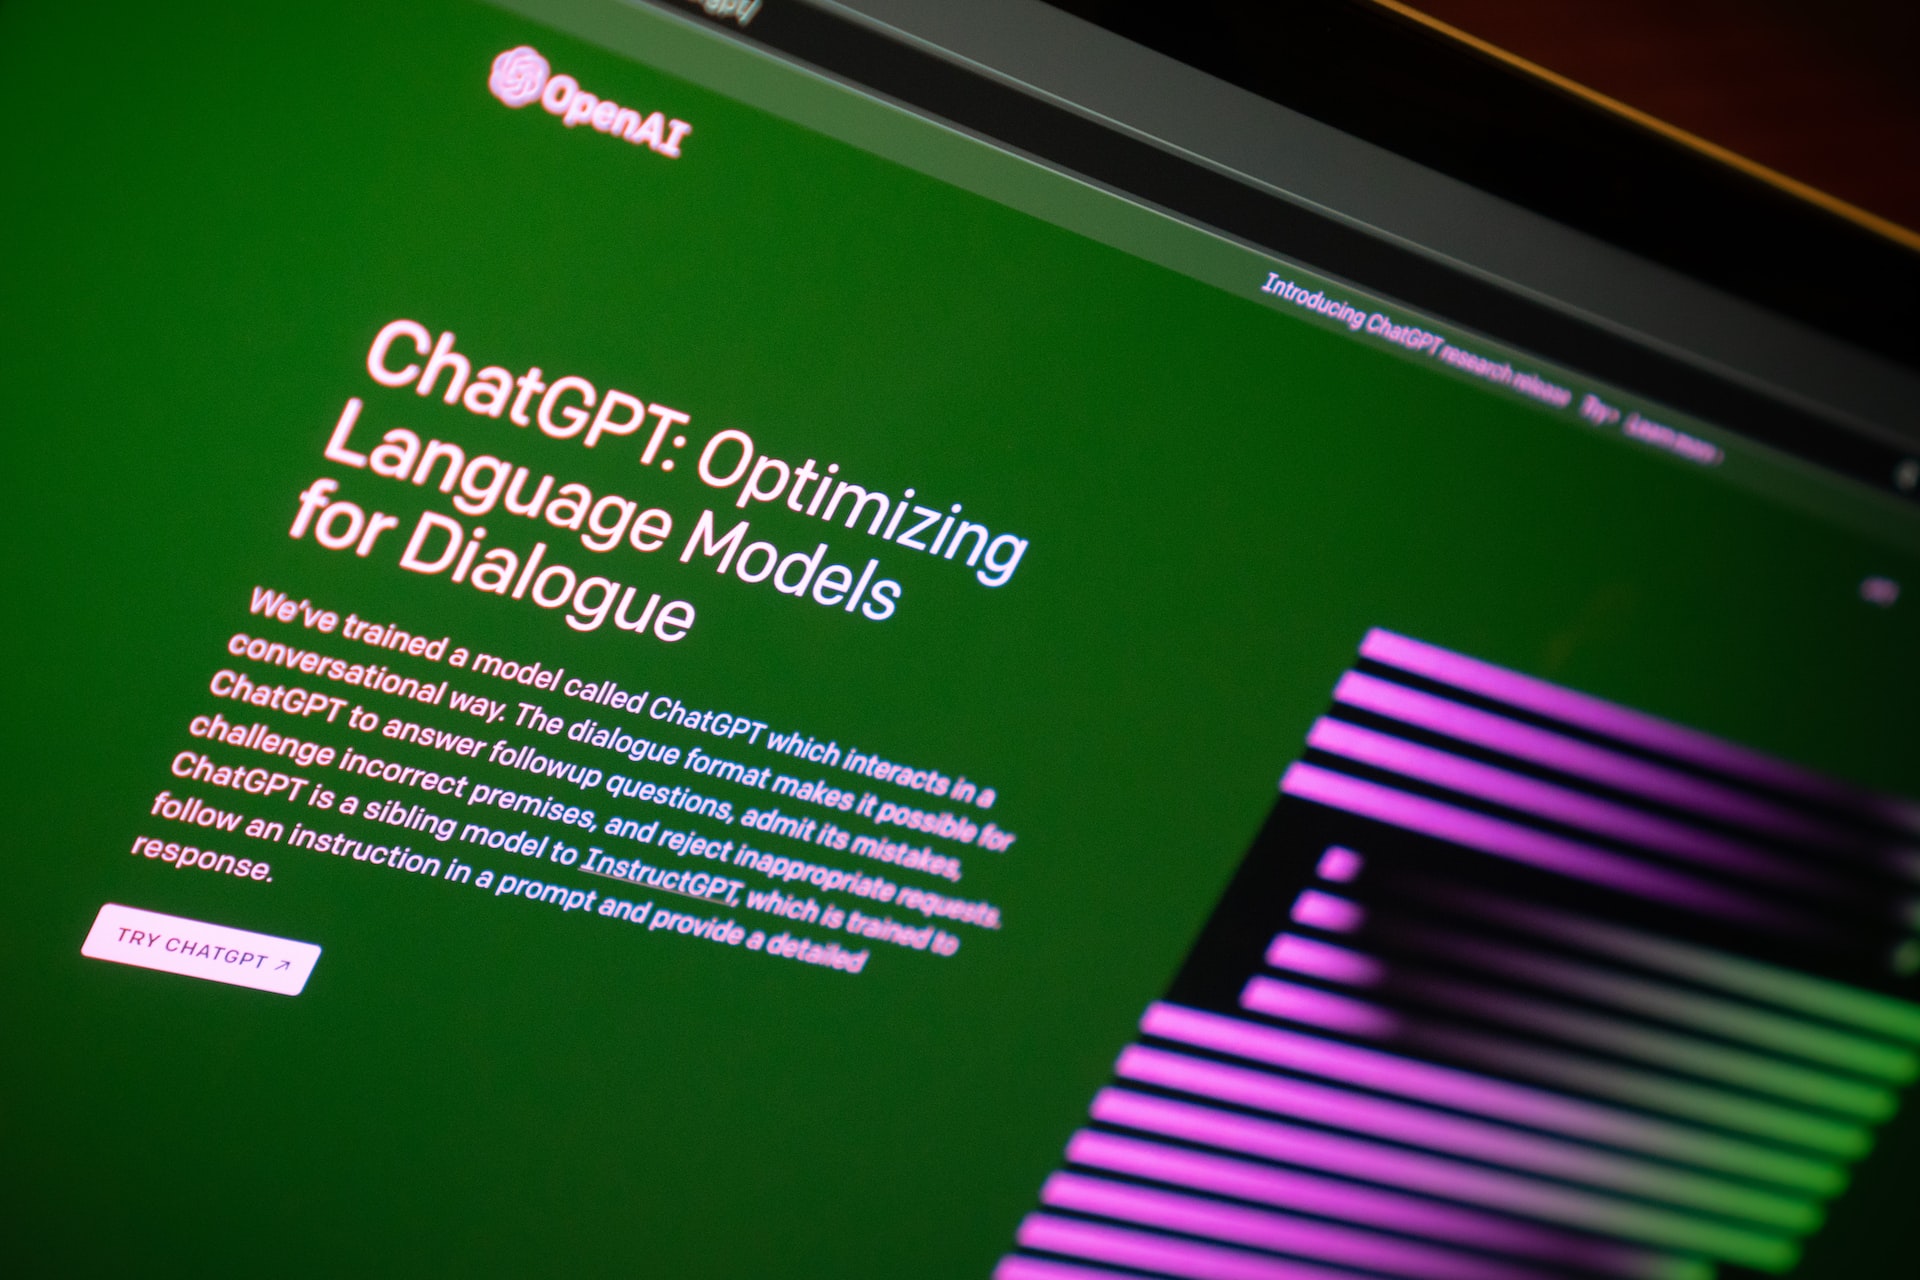 OpenAI
Introducing ChatGPT research release Try Learn more
ChatGPT: Optimizing
Language Models
for Dialogue
We've trained a model called ChatGPT which interacts in a
conversational way. The dialogue format makes it possible for
ChatGPT to answer followup questions, admit its mistakes,
challenge incorrect premises, and reject inappropriate requests.
ChatGPT is a sibling model to InstructGPT, which is trained to
follow an instruction in a prompt and provide a detailed
response.
TRY CHATGPT ↗